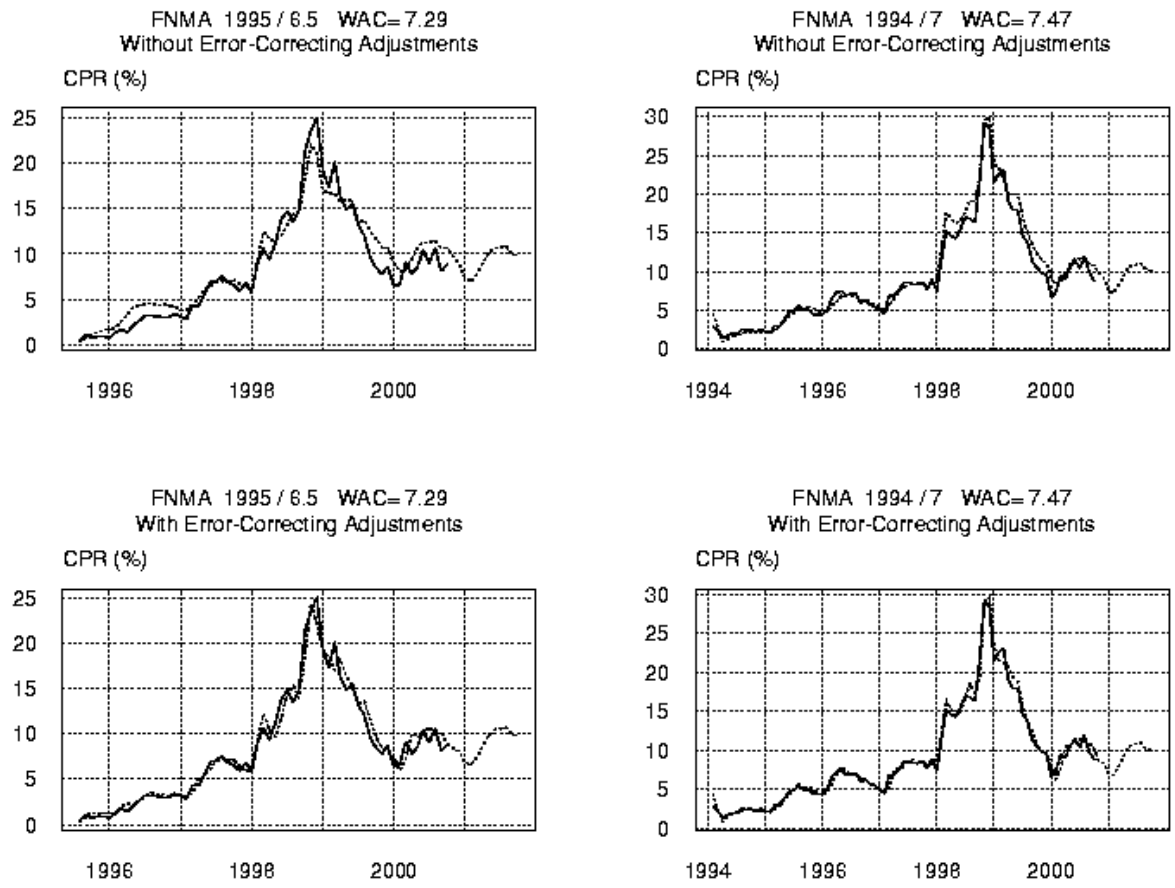 FNMA 1995 / 6.5 WAC= 7.29
Without Error-Correcting Adjustments
CPR (%)
25
20
15
10
5
0
1996 1998 2000
FNMA 1994 / 7 WAC= 7.47
Without Error-Correcting Adjustments
CPR (%)
30
25
20
15
10
5
0
1994 1996 1998 2000
FNMA 1995 / 6.5 WAC= 7.29
With Error-Correcting Adjustments
CPR (%)
25
20
15
10
5
0
1996 1998 2000
FNMA 1994 / 7 WAC= 7.47
With Error-Correcting Adjustments
CPR (%)
30
25
20
15
10
5
0
1994 1996 1998 2000